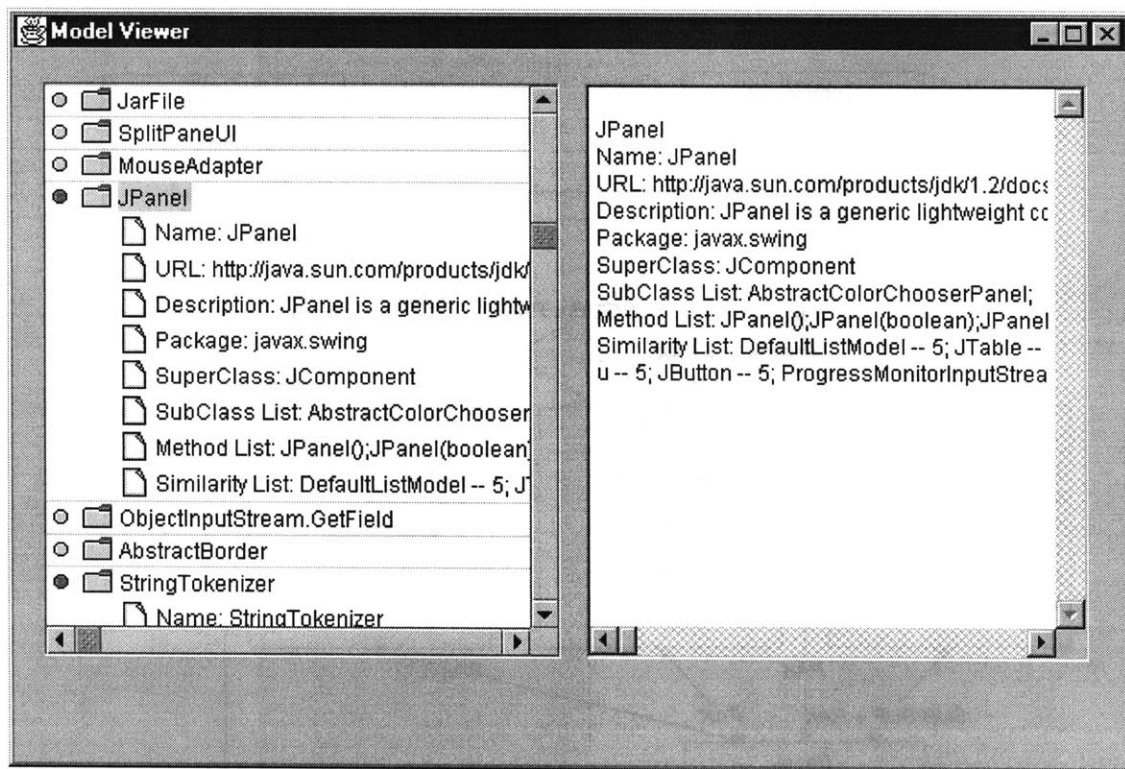 Model Viewer
JarFile
SplitPaneUI
MouseAdapter
JPanel
Name: JPanel
URL: http://java.sun.com/products/jdk/
Description: JPanel is a generic lightw
Package: javax.swing
SuperClass: JComponent
SubClass List: AbstractColorChooser
Method List: JPanel();JPanel(boolean)
Similarity List: DefaultListModel -- 5; JT
ObjectInputStream.GetField
AbstractBorder
StringTokenizer
Name: StringTokenizer
JPanel
Name: JPanel
URL: http://java.sun.com/products/jdk/1.2/docs
Description: JPanel is a generic lightweight cc
Package: javax.swing
SuperClass: JComponent
SubClass List: AbstractColorChooserPanel;
Method List: JPanel();JPanel(boolean);JPanel
Similarity List: DefaultListModel -- 5; JTable --
u -- 5; JButton -- 5; ProgressMonitorInputStrea